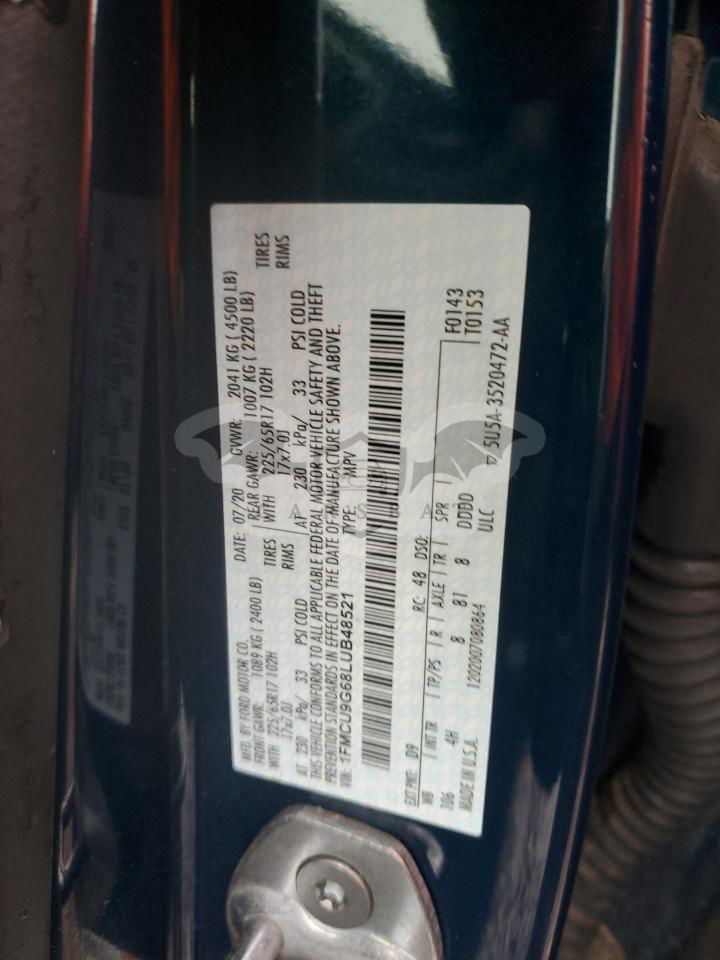 MFD. BY FORD MOTOR CO.
DATE: 07/20 GVWR: 2041 KG ( 4500 LB)
FRONT GAWR: 1089 KG ( 2400 LB) REAR GAWR: 1007 KG ( 2220 LB)
WITH 225/65R17 102H TIRES WITH 225/65R17 102H TIRES
17x7.0J RIMS 17x7.0J RIMS
AT 230 kPa/ 33 PSI COLD AT 230 kPa/ 33 PSI COLD
THIS VEHICLE CONFORMS TO ALL APPLICABLE FEDERAL MOTOR VEHICLE SAFETY AND THEFT
PREVENTION STANDARDS IN EFFECT ON THE DATE OF MANUFACTURE SHOWN ABOVE.
VIN: 1FMCU9G68LUB48521 TYPE: MPV
EXT PNT: D9 RC: 48 DSO: F0143
WB INT TR TP/PS R AXLE TR SPR T0153
106 4H 8 81 8 DDDD
MADE IN U.S.A. 1202007080864 ULC
5U5A-3520472-AA